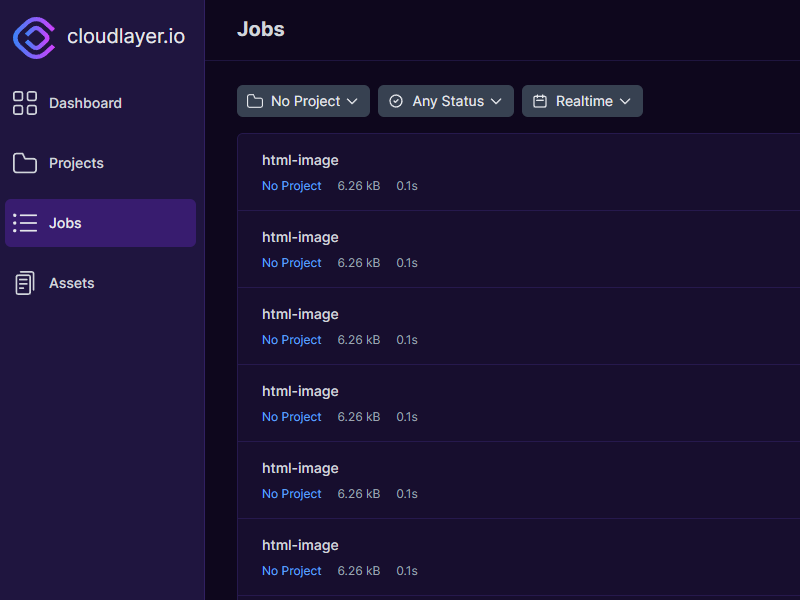 cloudlayer.io
Dashboard
Projects
Jobs
Assets
Jobs
No Project Any Status Realtime
html-image
No Project 6.26 kB 0.1s
html-image
No Project 6.26 kB 0.1s
html-image
No Project 6.26 kB 0.1s
html-image
No Project 6.26 kB 0.1s
html-image
No Project 6.26 kB 0.1s
html-image
No Project 6.26 kB 0.1s